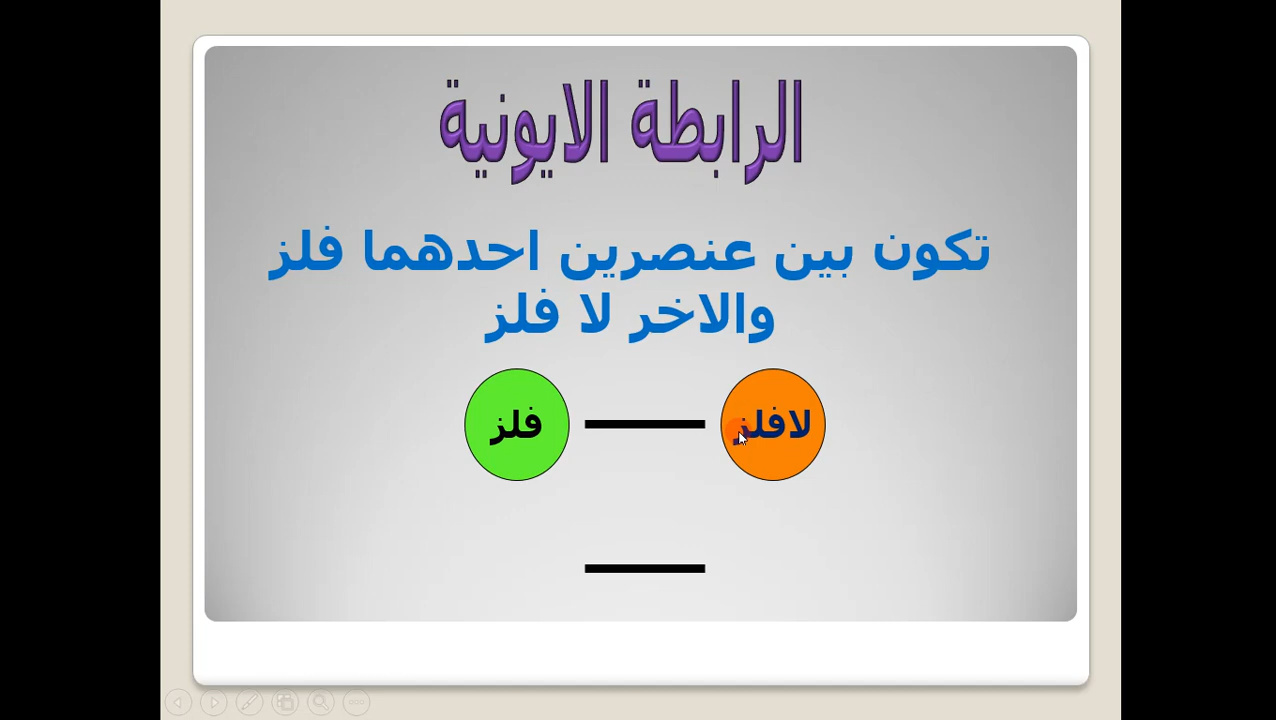 الرابطة الايونية
تكون بين عنصرين احدهما فلز
والاخر لا فلز
لافلز
فلز